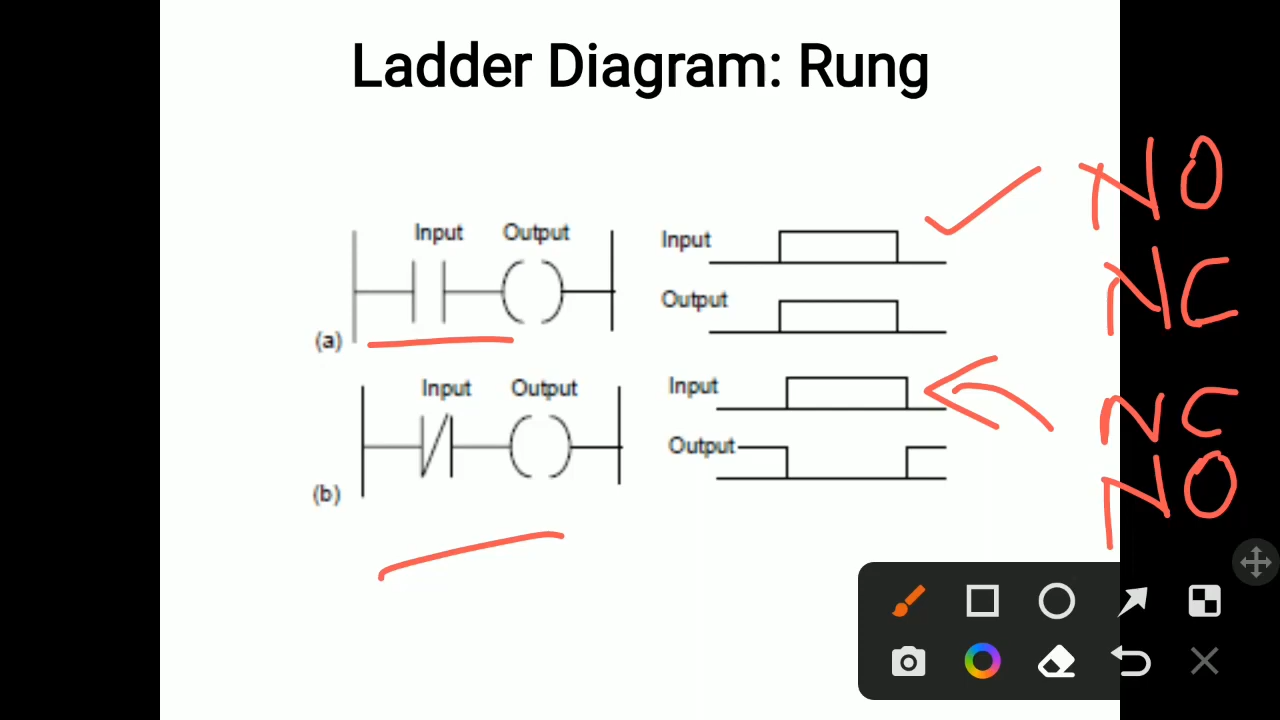 Ladder Diagram: Rung
NO
Input Output
Input
Output
(a)
NC
Input Output
Input
NC
Output
(b)
NO